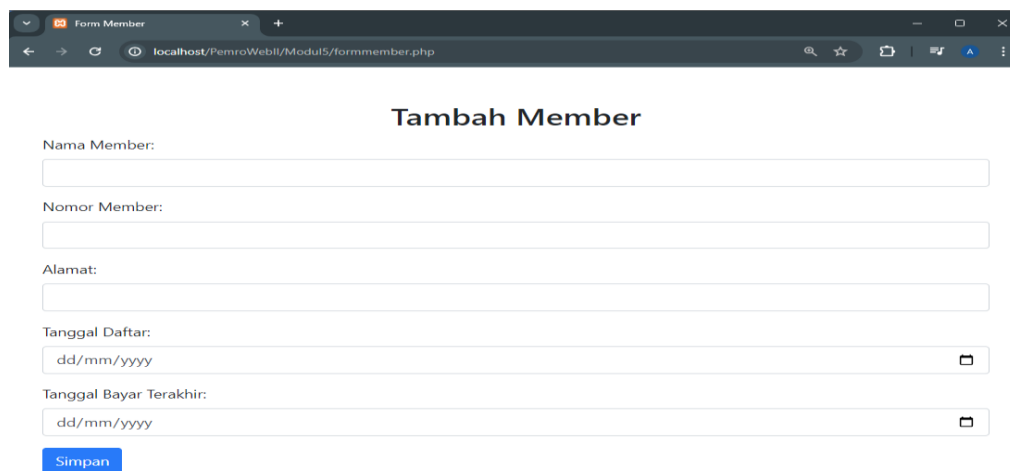 Form Member
localhost/PemroWebII/Modul5/formmember.php
A
Tambah Member
Nama Member:
Nomor Member:
Alamat:
Tanggal Daftar:
dd/mm/yyyy
Tanggal Bayar Terakhir:
dd/mm/yyyy
Simpan